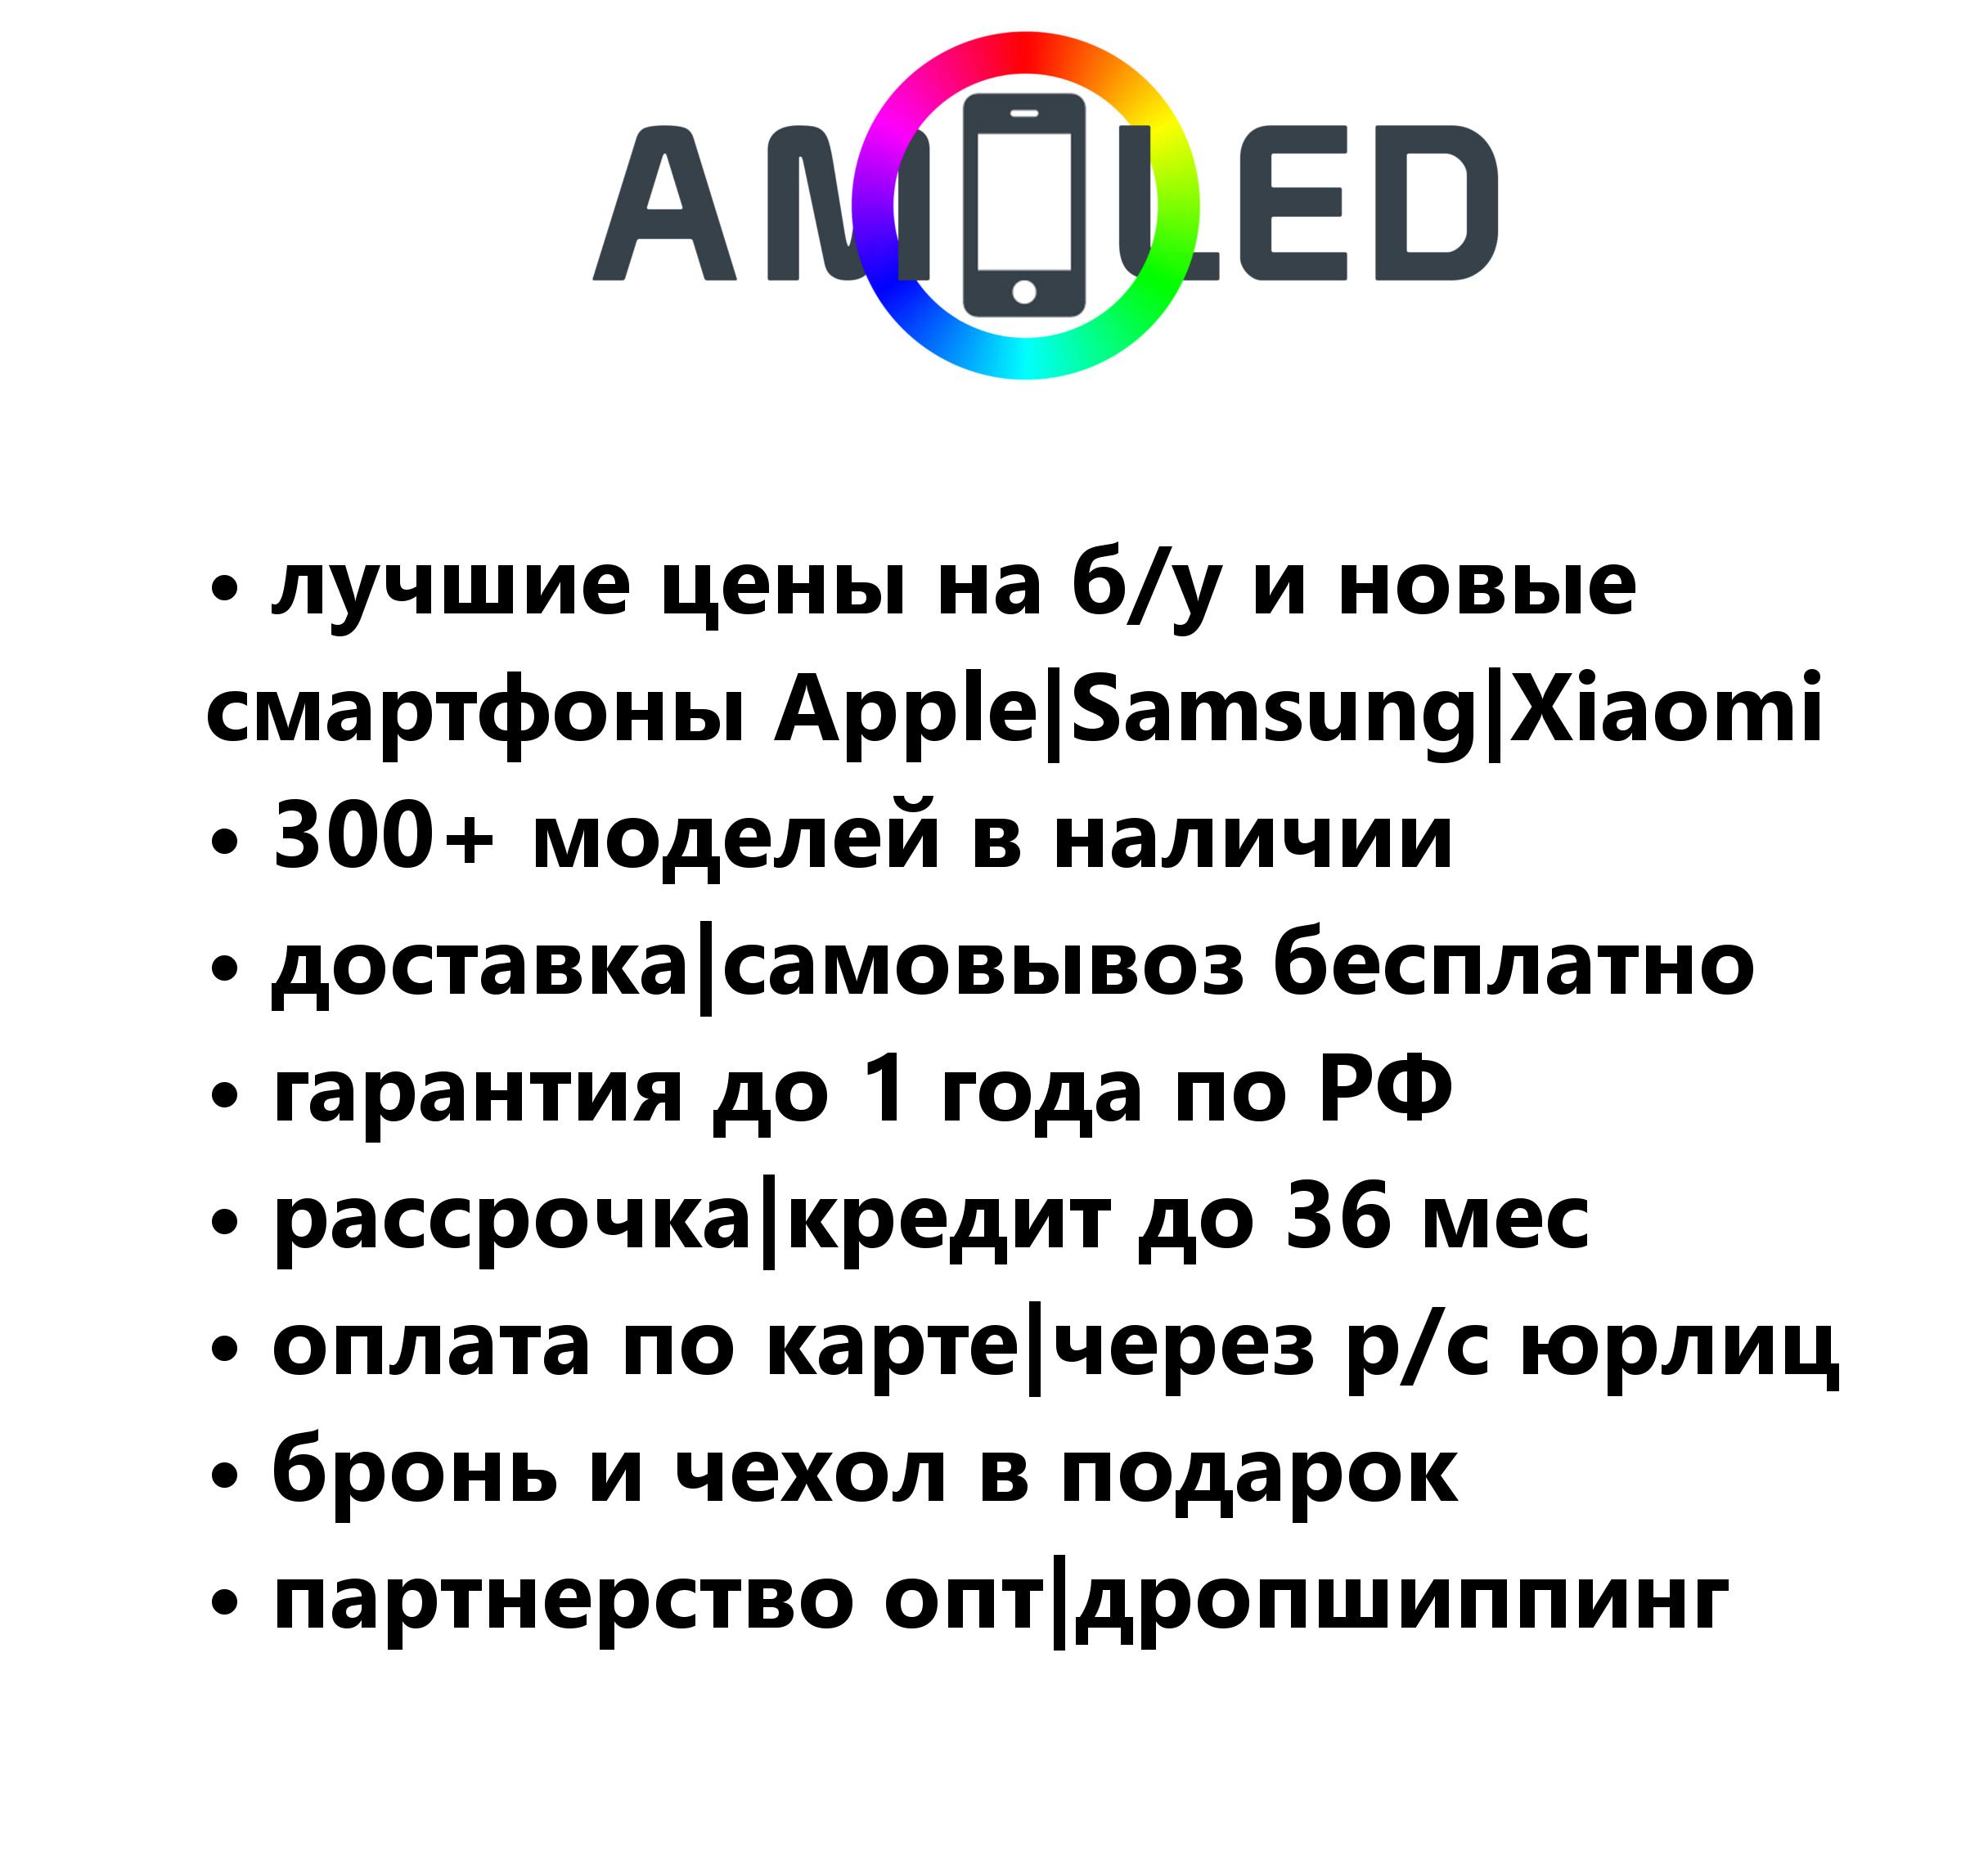 AMOLED
• лучшие цены на б/у и новые
смартфоны Apple|Samsung|Xiaomi
• 300+ моделей в наличии
• доставка|самовывоз бесплатно
• гарантия до 1 года по РФ
• рассрочка|кредит до 36 мес
• оплата по карте|через р/с юрлиц
• бронь и чехол в подарок
• партнерство опт|дропшиппинг